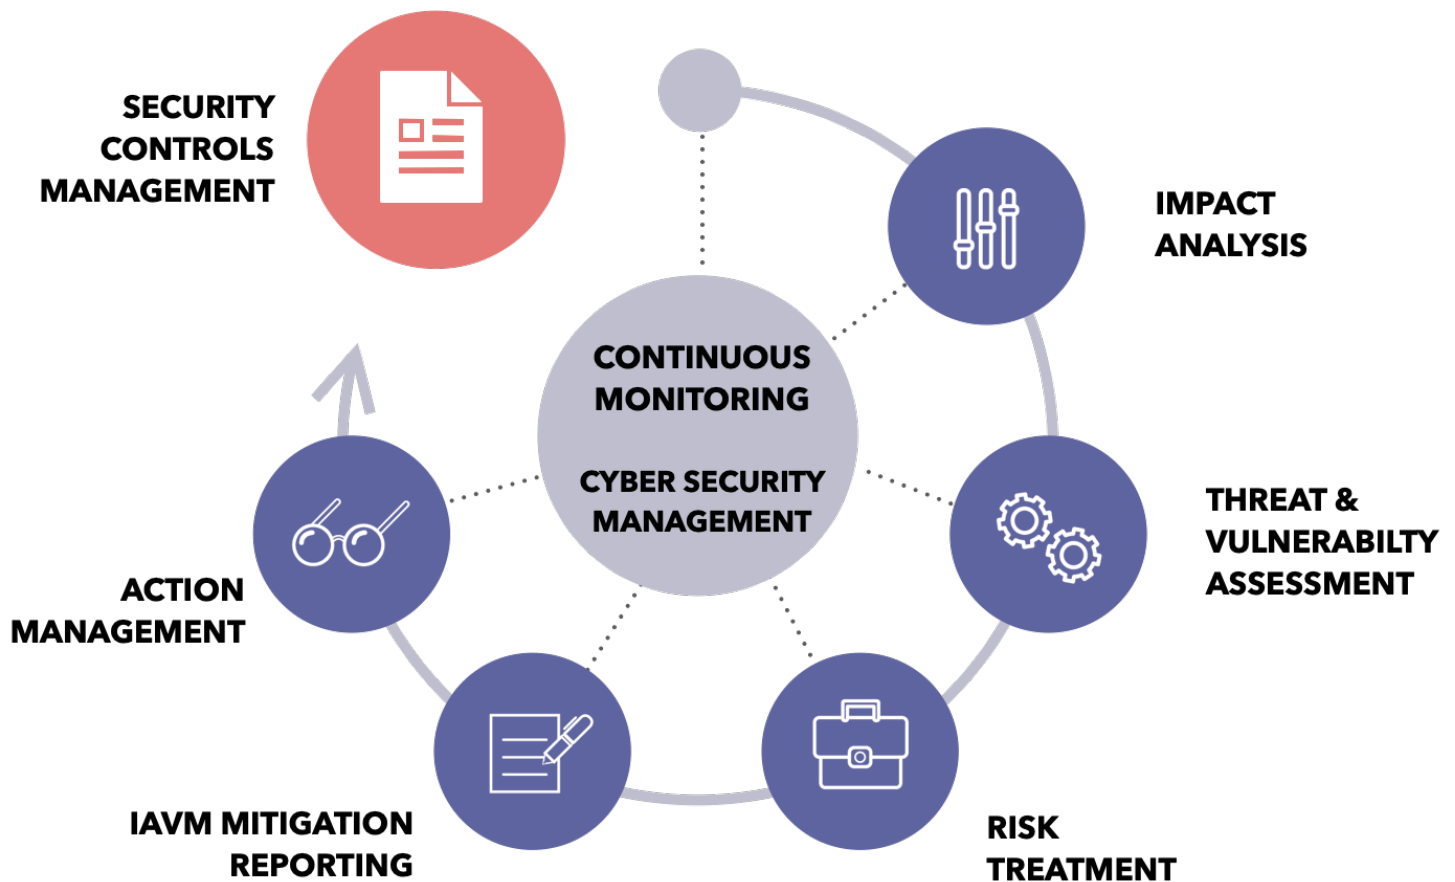 SECURITY
CONTROLS
MANAGEMENT
IMPACT
ANALYSIS
CONTINUOUS
MONITORING
CYBER SECURITY
MANAGEMENT
THREAT &
VULNERABILTY
ASSESSMENT
ACTION
MANAGEMENT
IAVM MITIGATION
REPORTING
RISK
TREATMENT